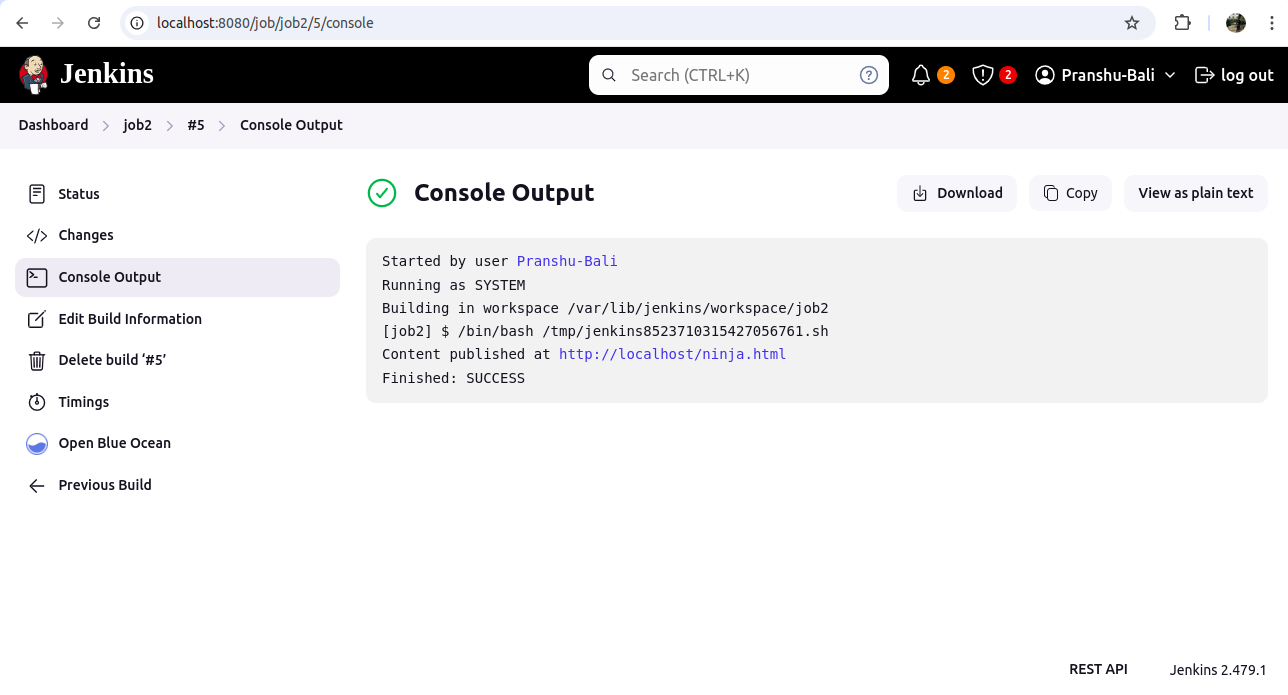 localhost:8080/job/job2/5/console
Jenkins
Search (CTRL+K)
?
2
2
Pranshu-Bali
log out
Dashboard > job2 > #5 > Console Output
Status
Changes
Console Output
Edit Build Information
Delete build ‘#5’
Timings
Open Blue Ocean
Previous Build
Console Output
Download
Copy
View as plain text
Started by user Pranshu-Bali
Running as SYSTEM
Building in workspace /var/lib/jenkins/workspace/job2
[job2] $ /bin/bash /tmp/jenkins8523710315427056761.sh
Content published at http://localhost/ninja.html
Finished: SUCCESS
REST API
Jenkins 2.479.1